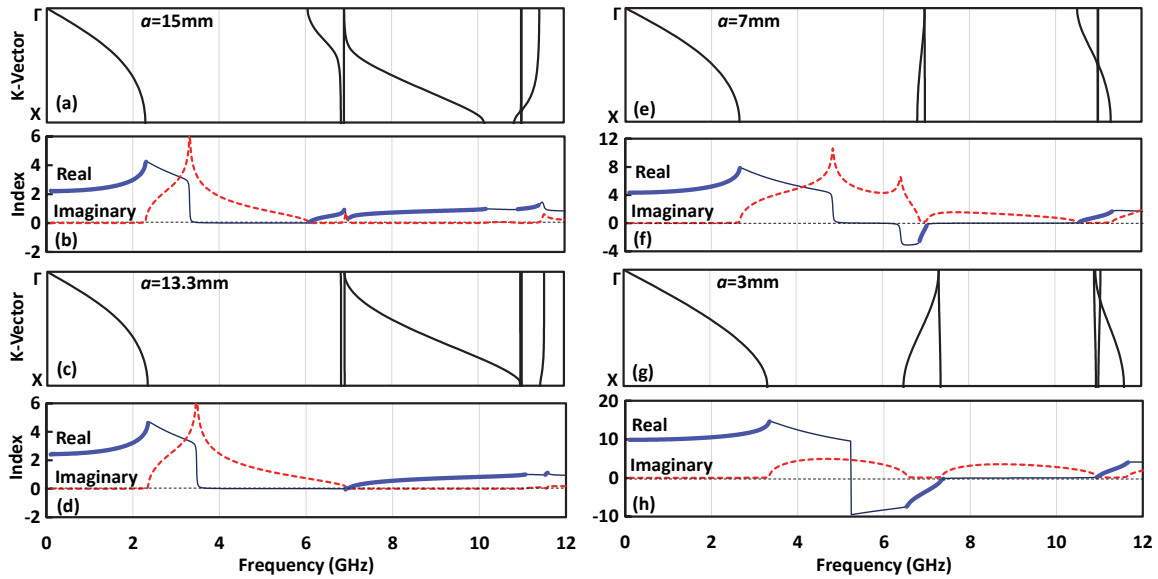 Γ
a=15mm
K-Vector
(a)
X
6
4
2
0
-2
Index
Real
Imaginary
(b)
Γ
a=13.3mm
K-Vector
(c)
X
6
4
2
0
-2
Index
Real
Imaginary
(d)
0 2 4 6 8 10 12
Frequency (GHz)
Γ
a=7mm
(e)
X
12
8
4
0
-4
Real
Imaginary
(f)
Γ
a=3mm
(g)
X
20
10
0
-10
Real
Imaginary
(h)
0 2 4 6 8 10 12
Frequency (GHz)